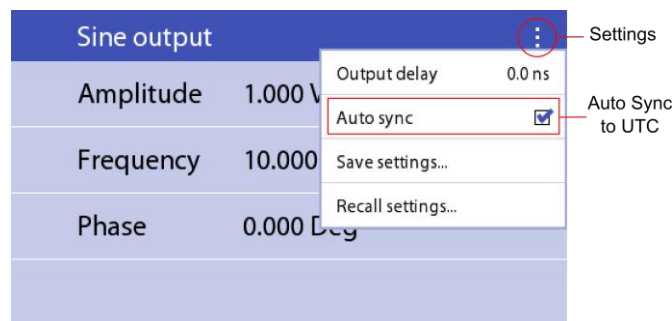 Sine output
Settings
Output delay 0.0 ns
Amplitude 1.000
Auto sync
Auto Sync
to UTC
Frequency 10.000
Save settings...
Recall settings...
Phase 0.000